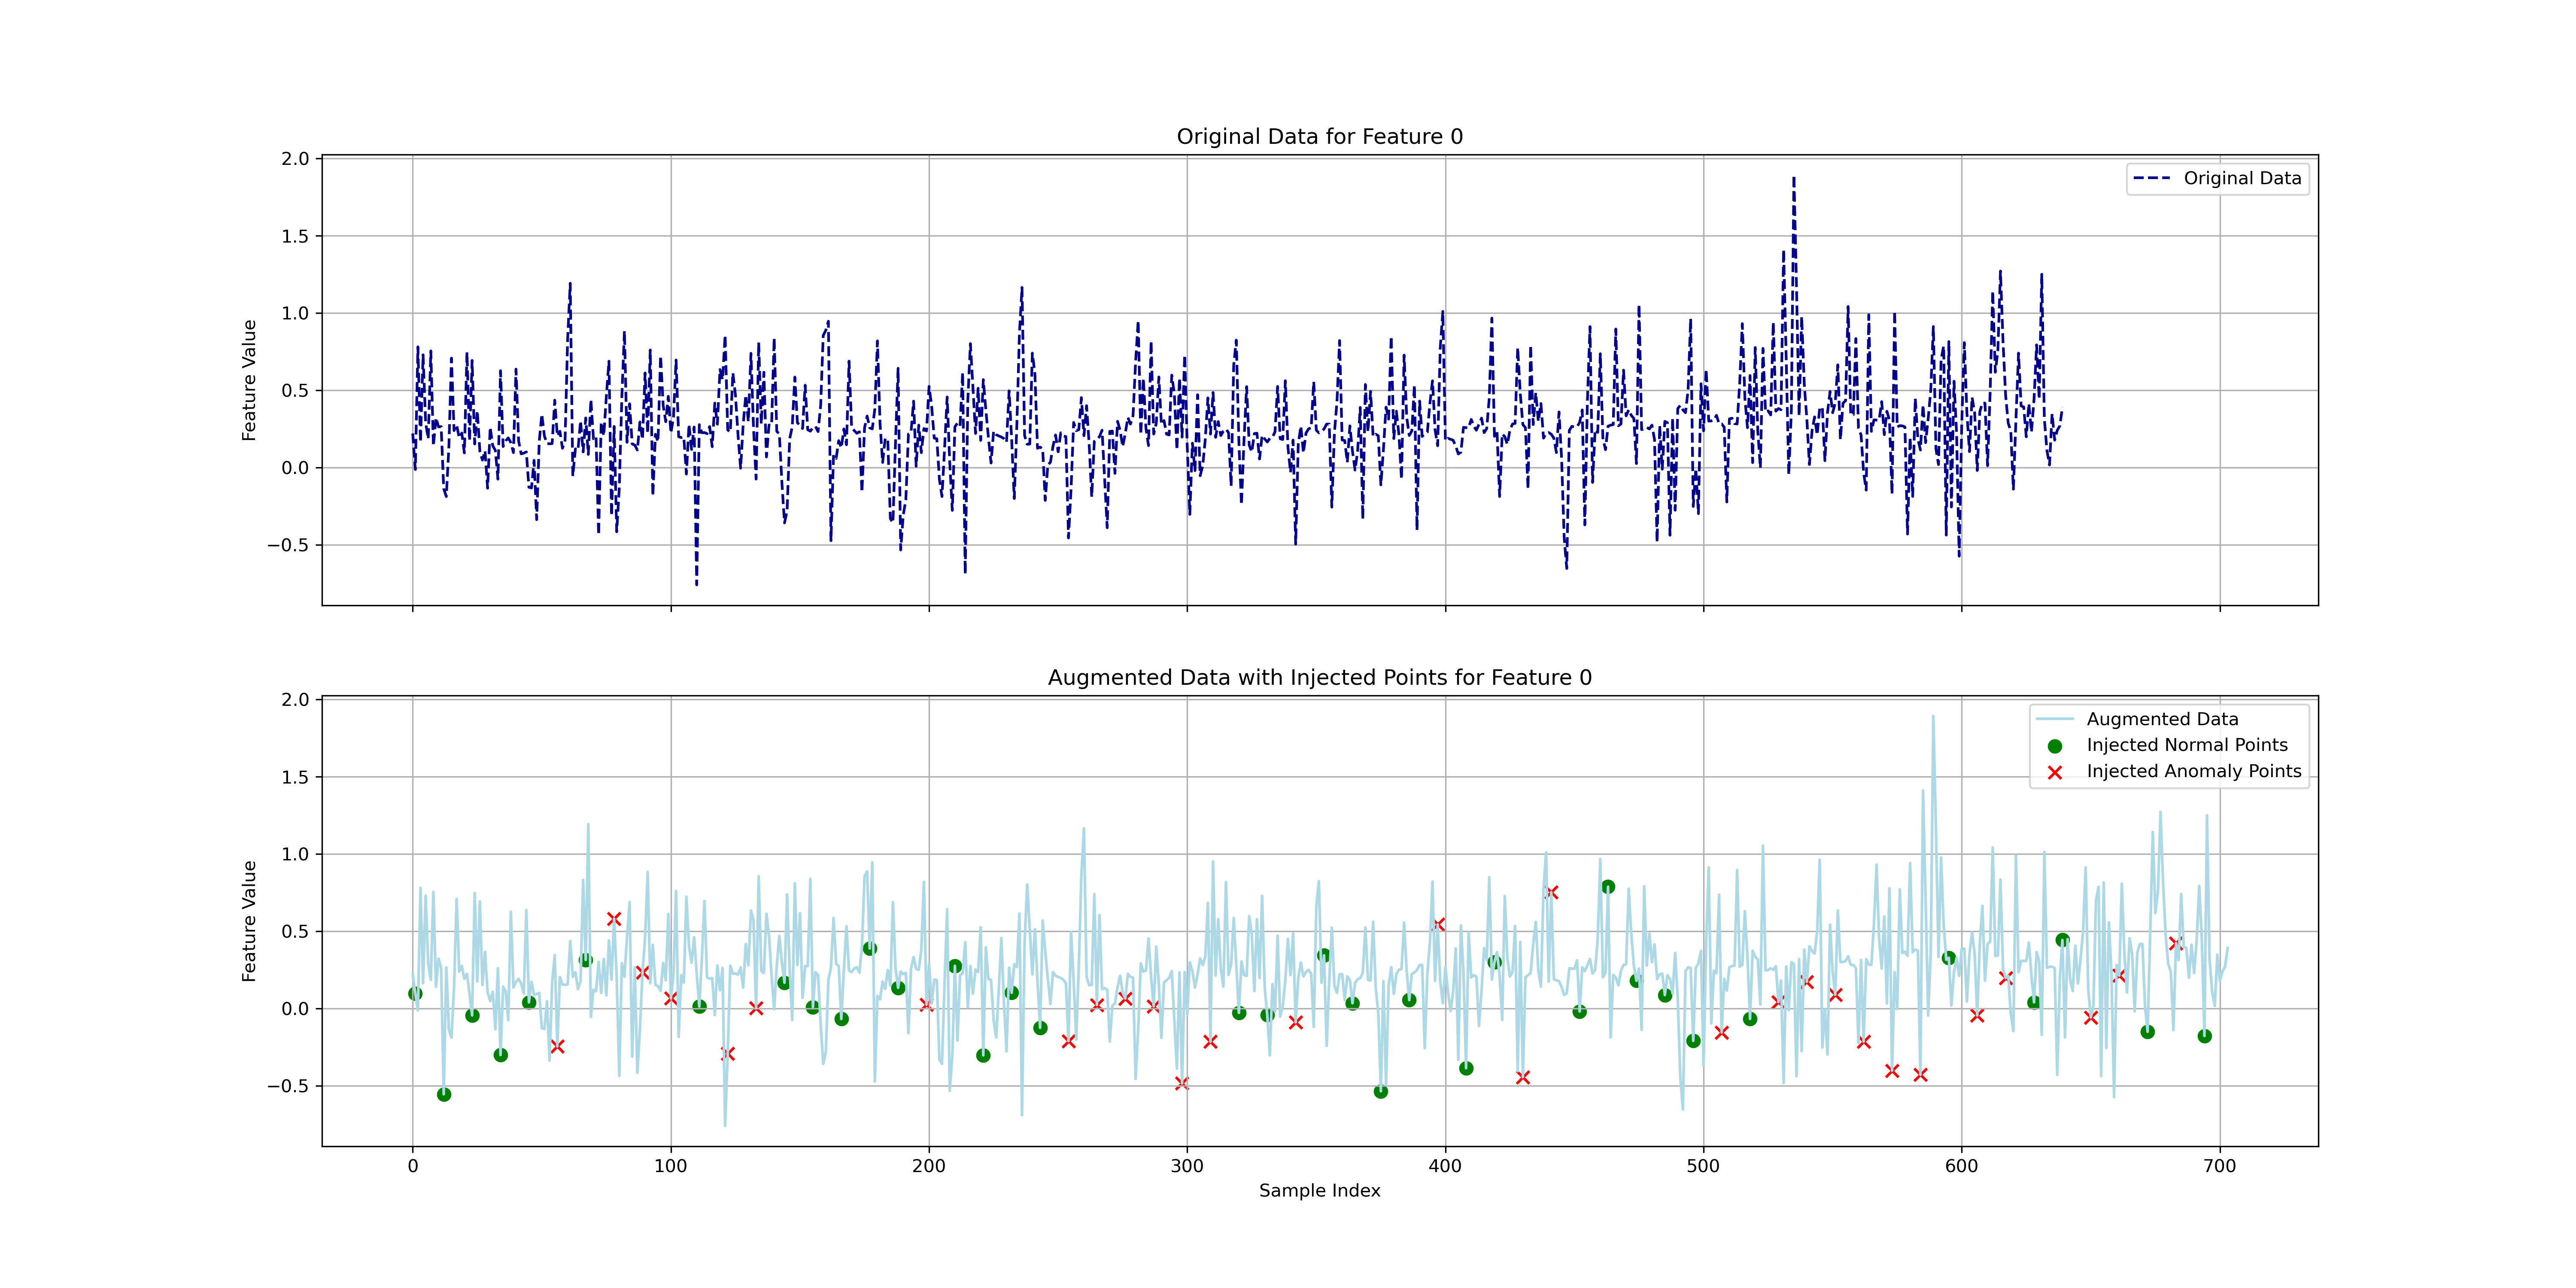 Original Data for Feature 0
2.0
1.5
1.0
0.5
0.0
−0.5
Feature Value
Original Data
Augmented Data with Injected Points for Feature 0
2.0
1.5
1.0
0.5
0.0
−0.5
Feature Value
Augmented Data
Injected Normal Points
Injected Anomaly Points
0 100 200 300 400 500 600 700
Sample Index